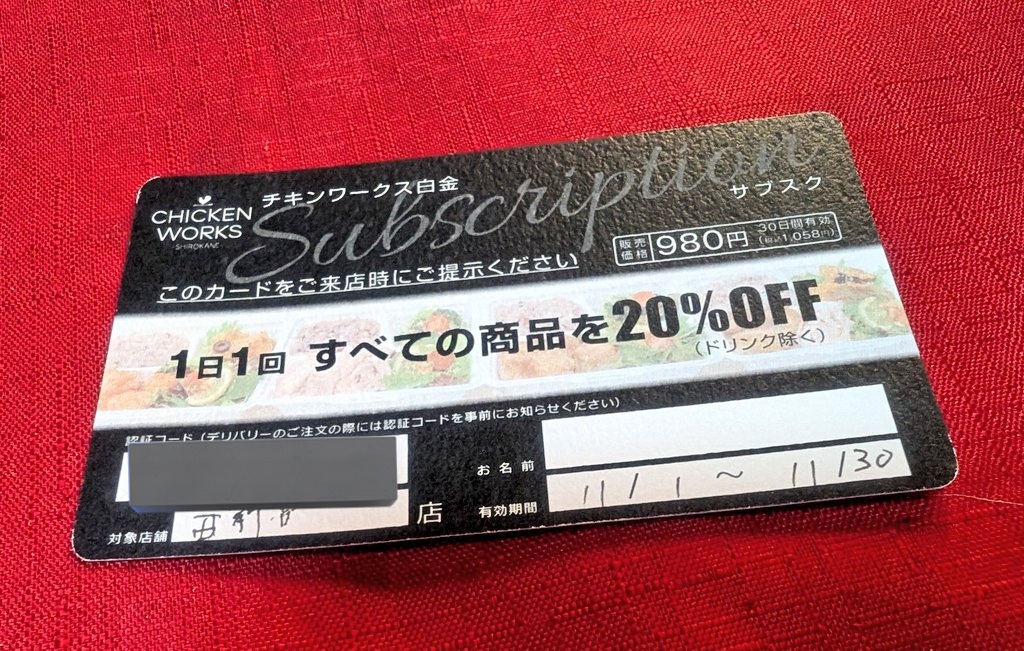 CHICKEN
WORKS
SHIROKANE
チキンワークス白金
Subscription
サブスク
販売
価格
980円
30日間有効
(税込1,058円)
このカードをご来店時にご提示ください
1日1回 すべての商品を20%OFF
(ドリンク除く)
認証コード(デリバリーのご注文の際には認証コードを事前にお知らせください)
お名前
対象店舗
店
有効期間 11/1 ～ 11/30